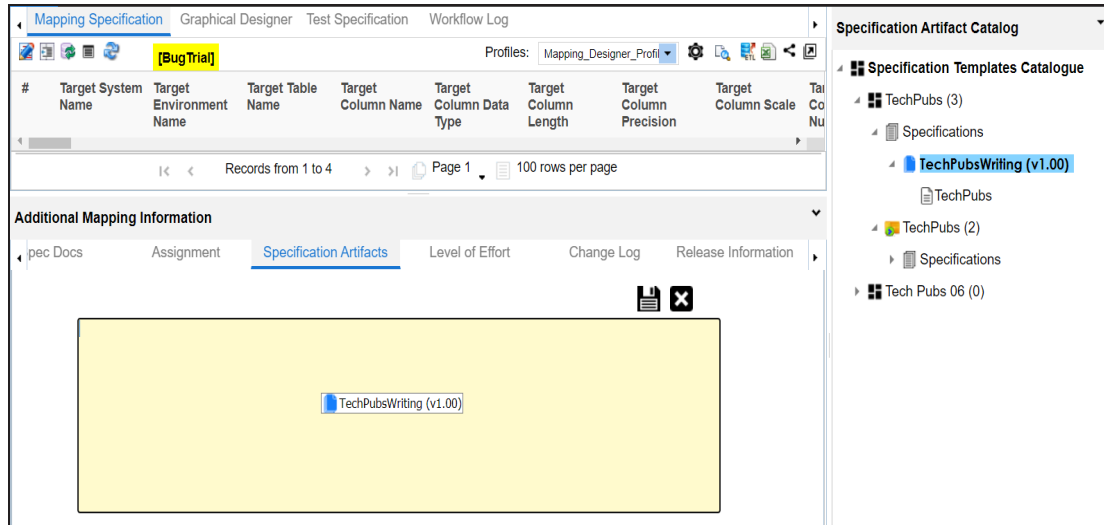 Mapping Specification Graphical Designer Test Specification Workflow Log
[BugTrial] Profiles: Mapping_Designer_Profil
ETL
# Target System Name Target Environment Name Target Table Name Target Column Name Target Column Data Type Target Column Length Target Column Precision Target Column Scale Tai Co Nu
Records from 1 to 4 Page 1 100 rows per page
Additional Mapping Information
pec Docs Assignment Specification Artifacts Level of Effort Change Log Release Information
TechPubsWriting (v1.00)
Specification Artifact Catalog
Specification Templates Catalogue
TechPubs (3)
Specifications
TechPubsWriting (v1.00)
TechPubs
TechPubs (2)
Specifications
Tech Pubs 06 (0)